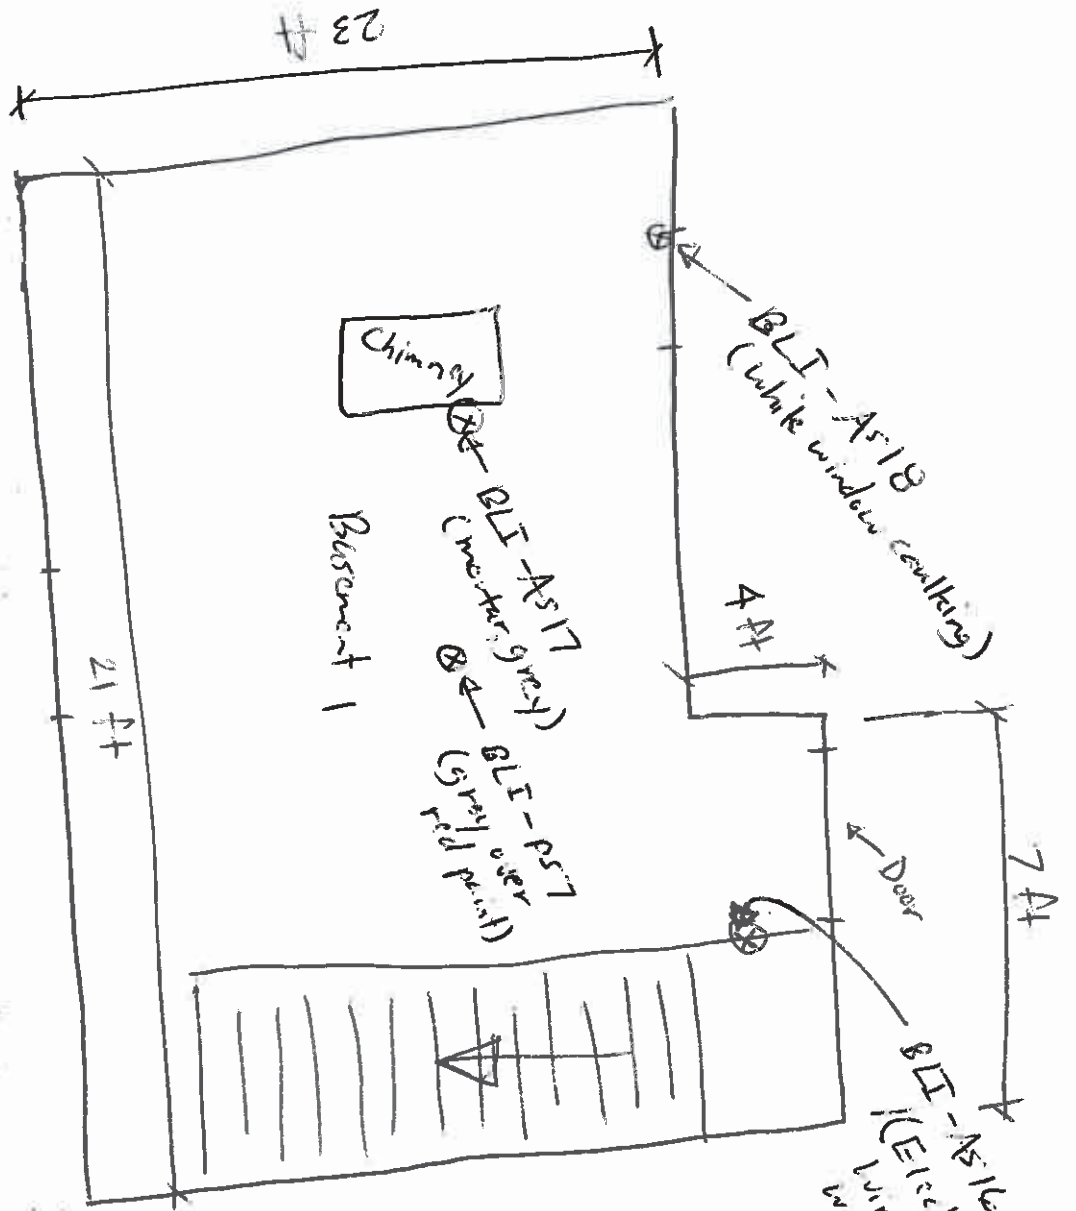 23 ft
BLI-As18
(white window caulking)
Chimney
BLI-As17
(mortar, grey)
Basement 1
BLI-ps7
(gray over
red paint)
4 ft
7 ft
Door
21 ft
BLI-As16